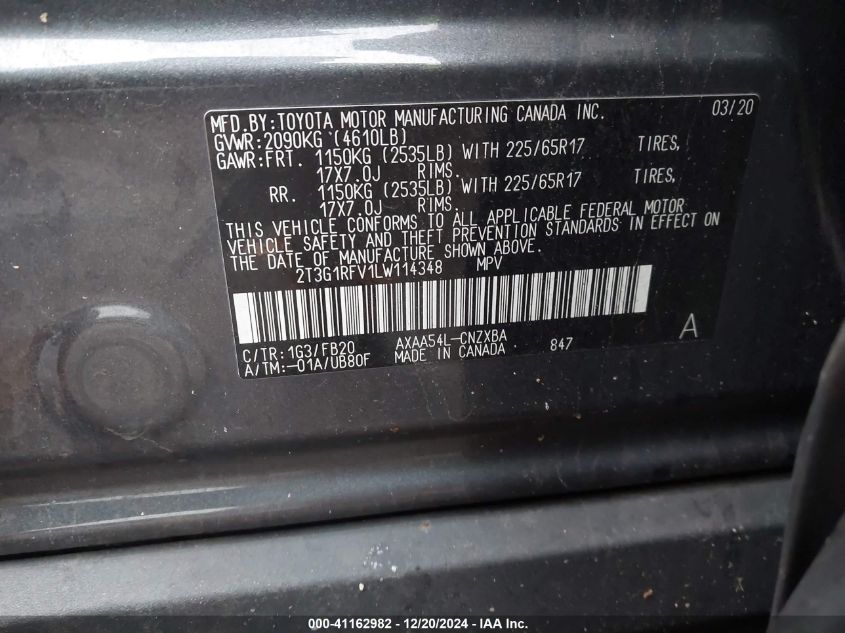 MFD.BY:TOYOTA MOTOR MANUFACTURING CANADA INC. 03/20
GVWR:2090KG (4610LB)
GAWR:FRT. 1150KG (2535LB) WITH 225/65R17 TIRES,
17X7.0J RIMS.
RR. 1150KG (2535LB) WITH 225/65R17 TIRES,
17X7.0J RIMS.
THIS VEHICLE CONFORMS TO ALL APPLICABLE FEDERAL MOTOR
VEHICLE SAFETY AND THEFT PREVENTION STANDARDS IN EFFECT ON
THE DATE OF MANUFACTURE SHOWN ABOVE.
2T3G1RFV1LW114348 MPV
C/TR:1G3/FB20 AXAA54L-CNZXBA 847 A
A/TM:-01A/UB80F MADE IN CANADA
000-41162982 - 12/20/2024 - IAA Inc.